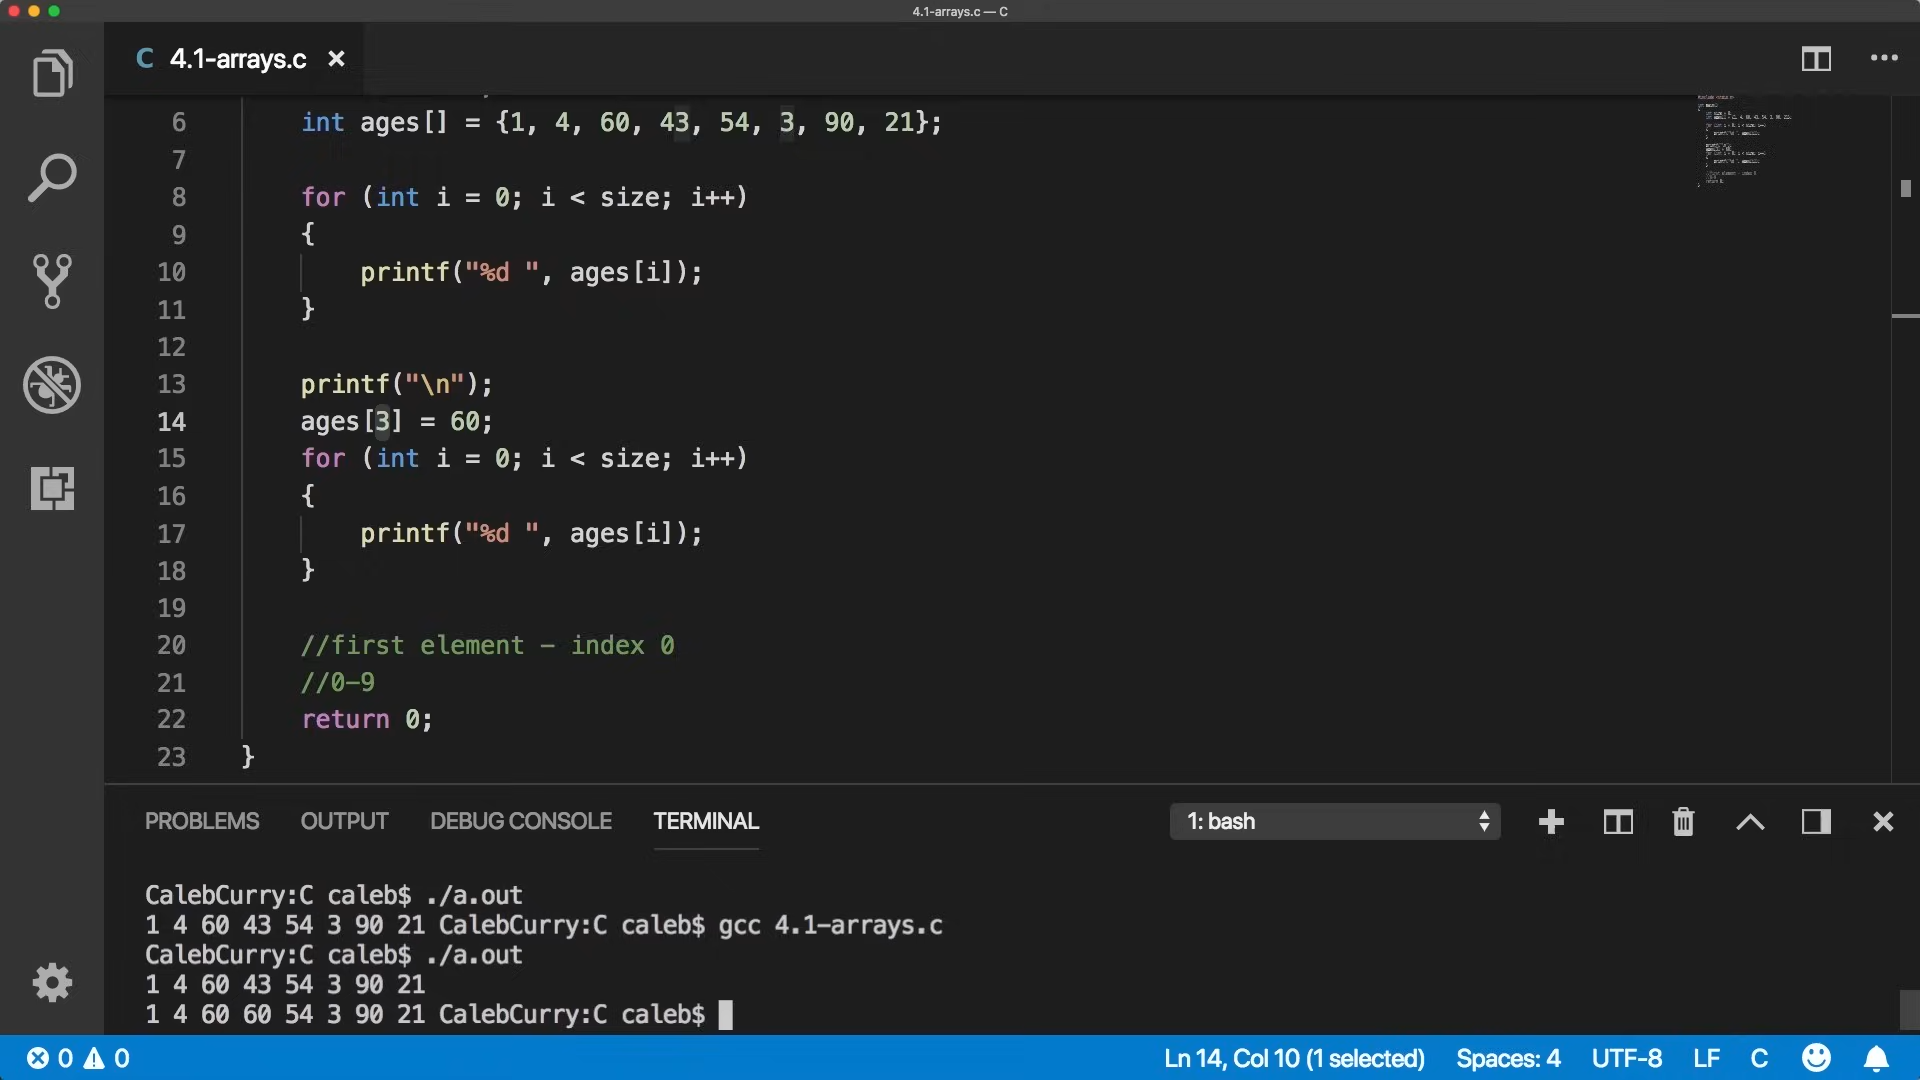 4.1-arrays.c — C
C 4.1-arrays.c ×
6 int ages[] = {1, 4, 60, 43, 54, 3, 90, 21};
7
8 for (int i = 0; i < size; i++)
9 {
10 printf("%d ", ages[i]);
11 }
12
13 printf("\n");
14 ages[3] = 60;
15 for (int i = 0; i < size; i++)
16 {
17 printf("%d ", ages[i]);
18 }
19
20 //first element - index 0
21 //0-9
22 return 0;
23 }
PROBLEMS OUTPUT DEBUG CONSOLE TERMINAL 1: bash
CalebCurry:C caleb$ ./a.out
1 4 60 43 54 3 90 21 CalebCurry:C caleb$ gcc 4.1-arrays.c
CalebCurry:C caleb$ ./a.out
1 4 60 43 54 3 90 21
1 4 60 60 54 3 90 21 CalebCurry:C caleb$
0 0 Ln 14, Col 10 (1 selected) Spaces: 4 UTF-8 LF C